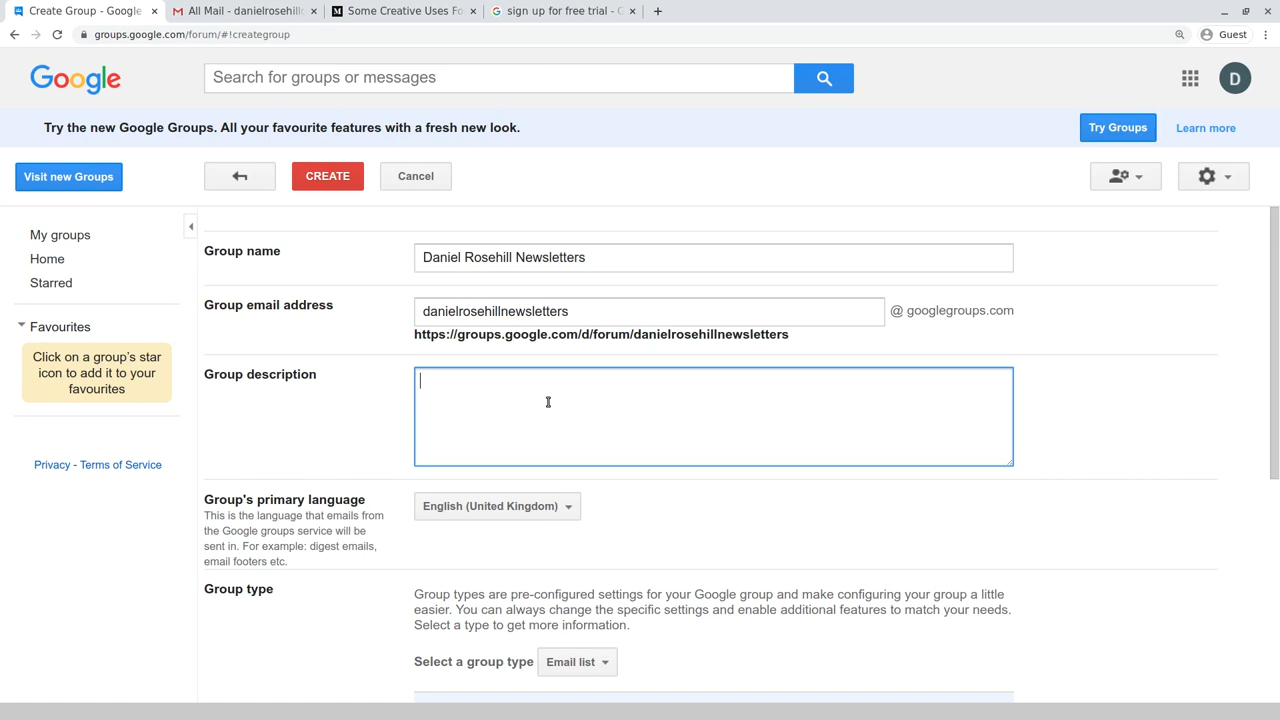 Create Group - Google
All Mail - danielrosehill
Some Creative Uses Fo
sign up for free trial - G
groups.google.com/forum/#!creategroup
Guest
Google
Search for groups or messages
D
Try the new Google Groups. All your favourite features with a fresh new look.
Try Groups
Learn more
Visit new Groups
CREATE
Cancel
My groups
Home
Starred
Favourites
Click on a group's star
icon to add it to your
favourites
Privacy - Terms of Service
Group name
Daniel Rosehill Newsletters
Group email address
danielrosehillnewsletters
@ googlegroups.com
https://groups.google.com/d/forum/danielrosehillnewsletters
Group description
Group's primary language
This is the language that emails from
the Google groups service will be
sent in. For example: digest emails,
email footers etc.
English (United Kingdom)
Group type
Group types are pre-configured settings for your Google group and make configuring your group a little
easier. You can always change the specific settings and enable additional features to match your needs.
Select a type to get more information.
Select a group type
Email list